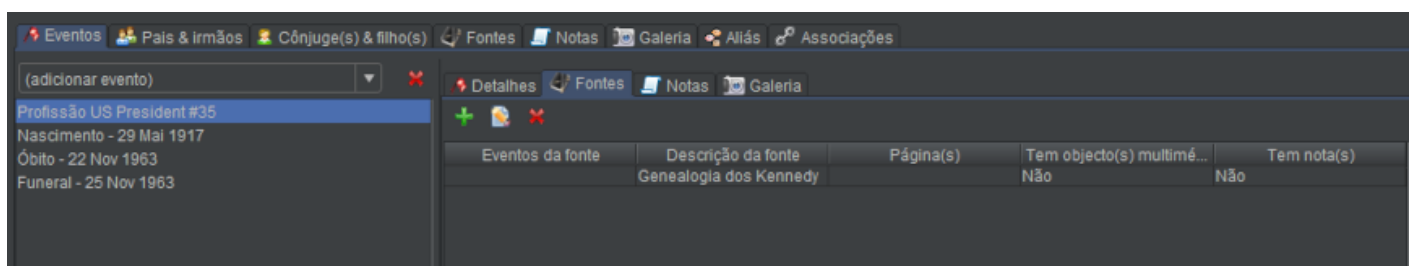 Eventos Pais & irmãos Cônjuge(s) & filho(s) Fontes Notas Galeria Aliás Associações
(adicionar evento)
Detalhes Fontes Notas Galeria
Profissão US President #35
Nascimento - 29 Mai 1917
Óbito - 22 Nov 1963
Funeral - 25 Nov 1963
Eventos da fonte Descrição da fonte Página(s) Tem objecto(s) multimé... Tem nota(s)
Genealogia dos Kennedy Não Não